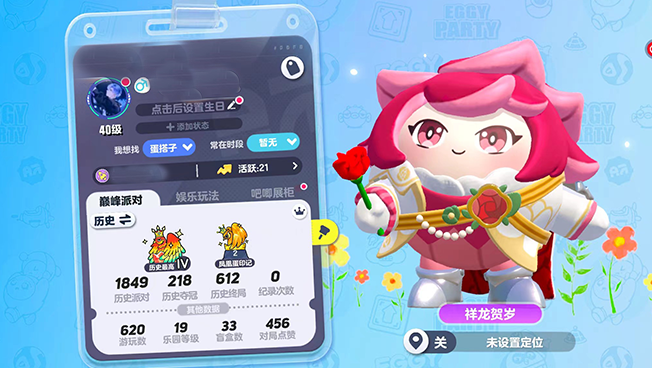 点击后设置生日
40级
+ 添加状态
我想找 蛋搭子 常在时段 暂无
活跃:21
巅峰派对 娱乐玩法 吧唧展柜
历史
历史最高 IV
2
凤凰蛋印记
1849 218 612 0
历史派对 历史夺冠 历史终局 纪录次数
其他数据
620 19 33 456
游玩数 乐园等级 盲盒数 对局点赞
EGGY
PARTY
祥龙贺岁
关 未设置定位